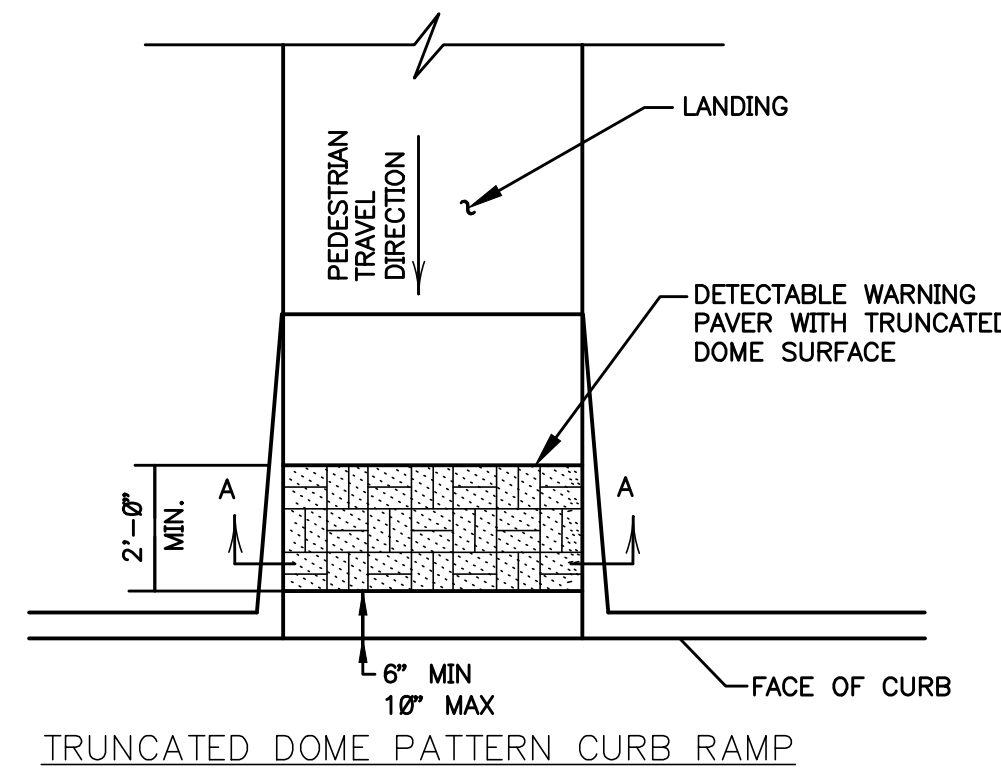 LANDING
PEDESTRIAN
TRAVEL
DIRECTION
DETECTABLE WARNING
PAVER WITH TRUNCATED
DOME SURFACE
A
A
2'-0"
MIN.
6" MIN
10" MAX
FACE OF CURB
TRUNCATED DOME PATTERN CURB RAMP